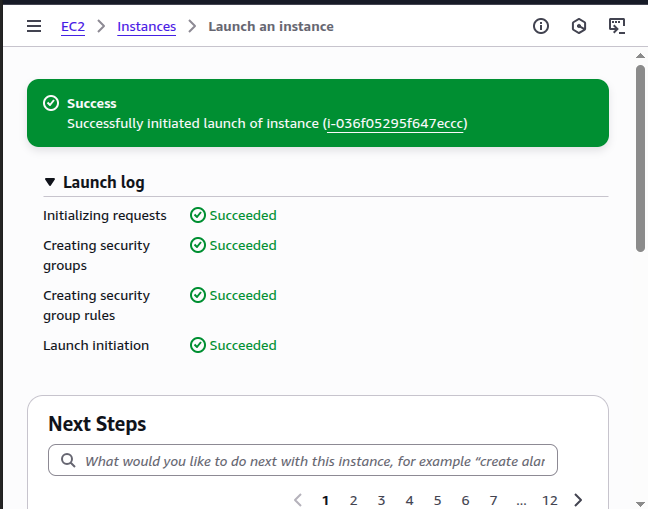 EC2 > Instances > Launch an instance
Success
Successfully initiated launch of instance (i-036f05295f647eccc)
Launch log
Initializing requests Succeeded
Creating security Succeeded
groups
Creating security Succeeded
group rules
Launch initiation Succeeded
Next Steps
What would you like to do next with this instance, for example "create alar
1 2 3 4 5 6 7 ... 12